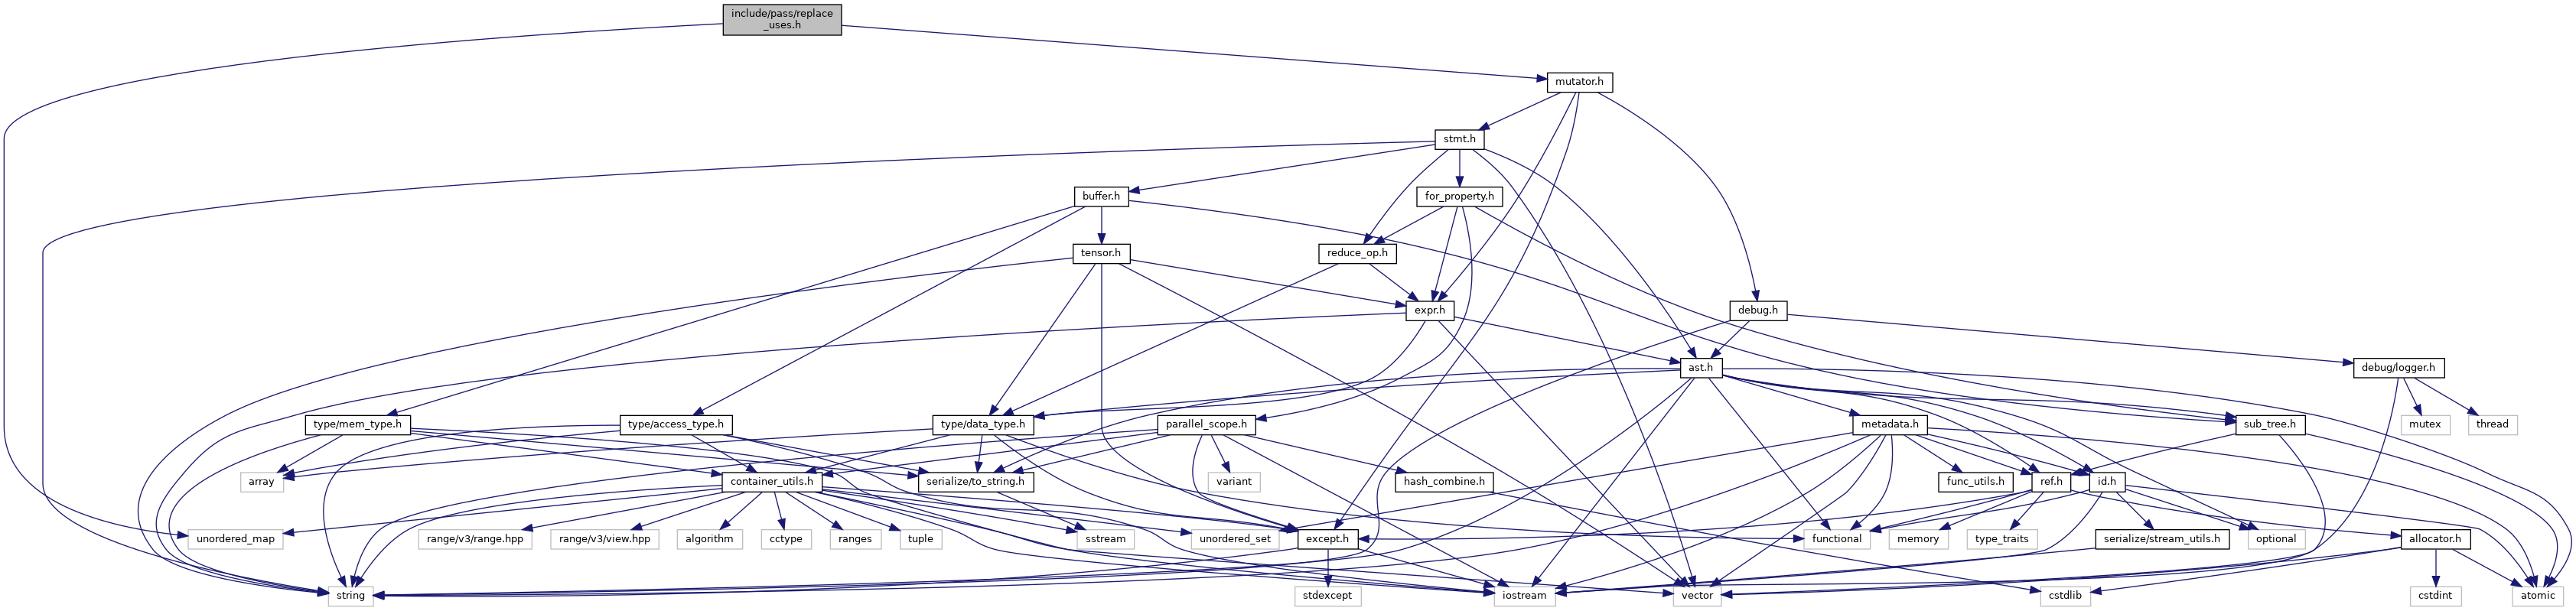 include/pass/replace
_uses.h
mutator.h
stmt.h
buffer.h
for_property.h
tensor.h
reduce_op.h
expr.h
debug.h
ast.h
debug/logger.h
type/mem_type.h
type/access_type.h
type/data_type.h
parallel_scope.h
metadata.h
sub_tree.h
mutex
thread
array
container_utils.h
serialize/to_string.h
variant
hash_combine.h
func_utils.h
ref.h
id.h
unordered_map
range/v3/range.hpp
range/v3/view.hpp
algorithm
cctype
ranges
tuple
sstream
unordered_set
except.h
functional
memory
type_traits
serialize/stream_utils.h
optional
allocator.h
string
stdexcept
iostream
vector
cstdlib
cstdint
atomic